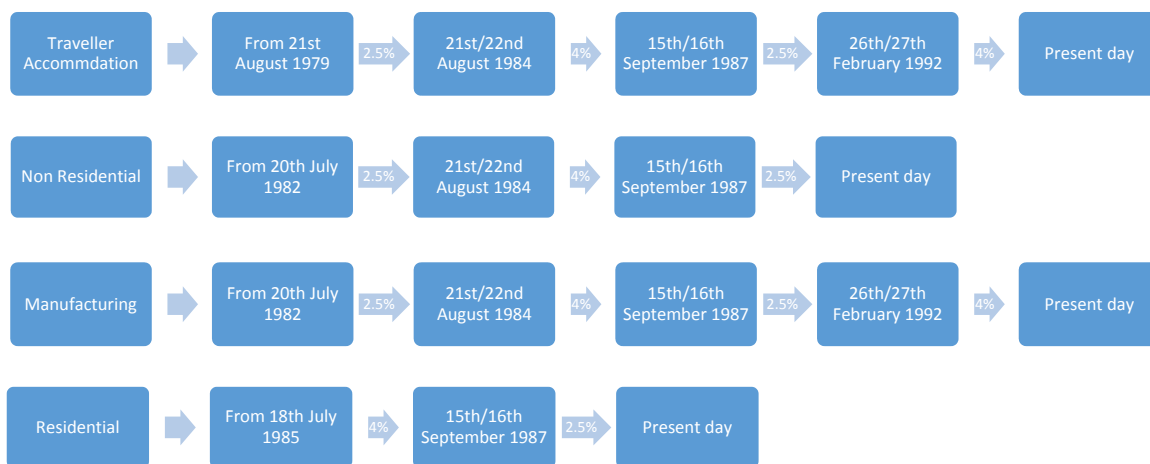 Traveller
Accommdation
From 21st
August 1979
2.5%
21st/22nd
August 1984
4%
15th/16th
September 1987
2.5%
26th/27th
February 1992
4%
Present day
Non Residential
From 20th July
1982
2.5%
21st/22nd
August 1984
4%
15th/16th
September 1987
2.5%
Present day
Manufacturing
From 20th July
1982
2.5%
21st/22nd
August 1984
4%
15th/16th
September 1987
2.5%
26th/27th
February 1992
4%
Present day
Residential
From 18th July
1985
4%
15th/16th
September 1987
2.5%
Present day